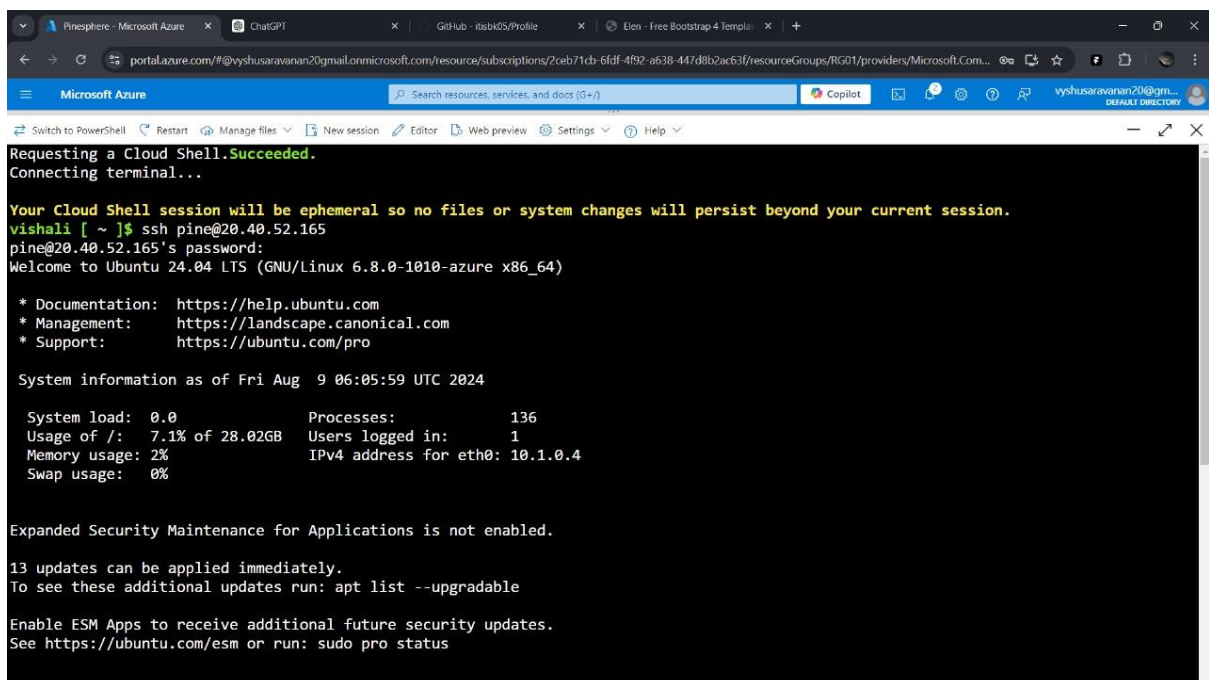 Pinesphere - Microsoft Azure
ChatGPT
GitHub - itisbk05/Profile
Elen - Free Bootstrap 4 Templat
portal.azure.com/#@vyshusaravanan20gmail.onmicrosoft.com/resource/subscriptions/2ceb71cb-6fdf-4f92-a638-447d8b2ac63f/resourceGroups/RG01/providers/Microsoft.Com...
Microsoft Azure
Search resources, services, and docs (G+/)
Copilot
2
vyshusaravanan20@gm...
DEFAULT DIRECTORY
Switch to PowerShell Restart Manage files New session Editor Web preview Settings Help
Requesting a Cloud Shell.Succeeded.
Connecting terminal...
Your Cloud Shell session will be ephemeral so no files or system changes will persist beyond your current session.
vishali [ ~ ]$ ssh pine@20.40.52.165
pine@20.40.52.165's password:
Welcome to Ubuntu 24.04 LTS (GNU/Linux 6.8.0-1010-azure x86_64)
* Documentation: https://help.ubuntu.com
* Management: https://landscape.canonical.com
* Support: https://ubuntu.com/pro
System information as of Fri Aug 9 06:05:59 UTC 2024
System load: 0.0 Processes: 136
Usage of /: 7.1% of 28.02GB Users logged in: 1
Memory usage: 2% IPv4 address for eth0: 10.1.0.4
Swap usage: 0%
Expanded Security Maintenance for Applications is not enabled.
13 updates can be applied immediately.
To see these additional updates run: apt list --upgradable
Enable ESM Apps to receive additional future security updates.
See https://ubuntu.com/esm or run: sudo pro status